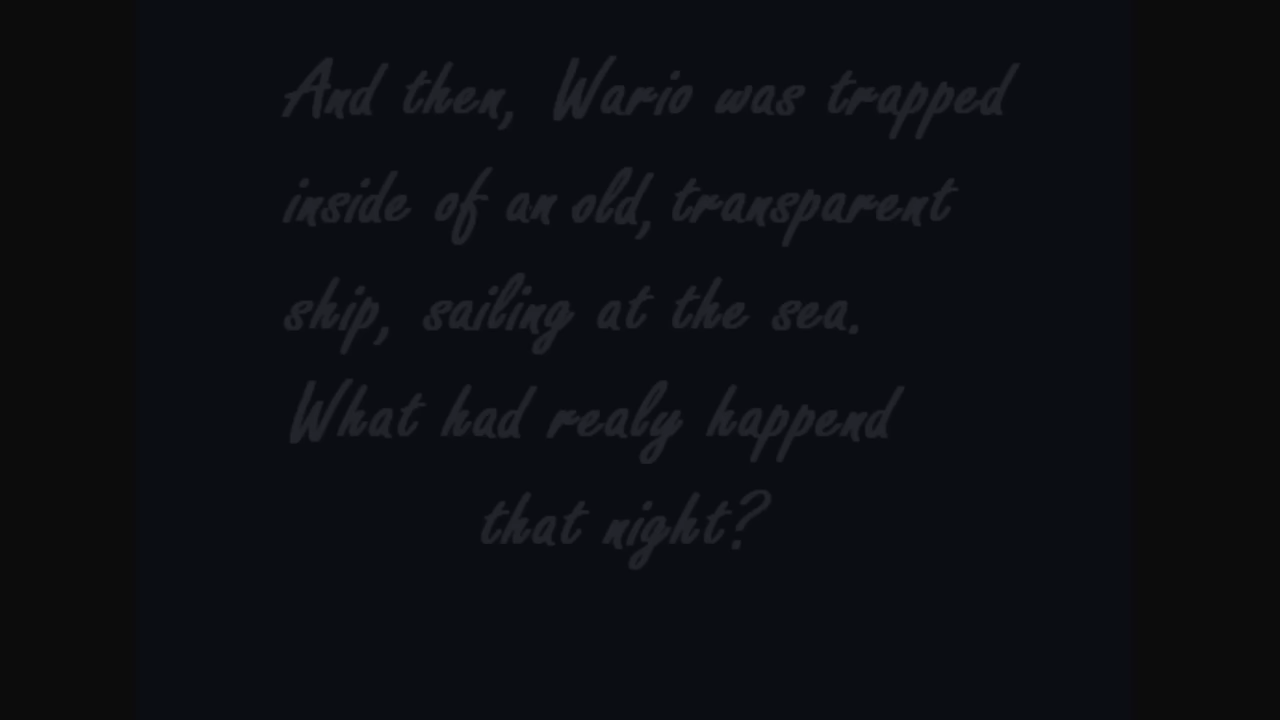 And then, Wario was trapped
inside of an old, transparent
ship, sailing at the sea.
What had realy happend
that night?